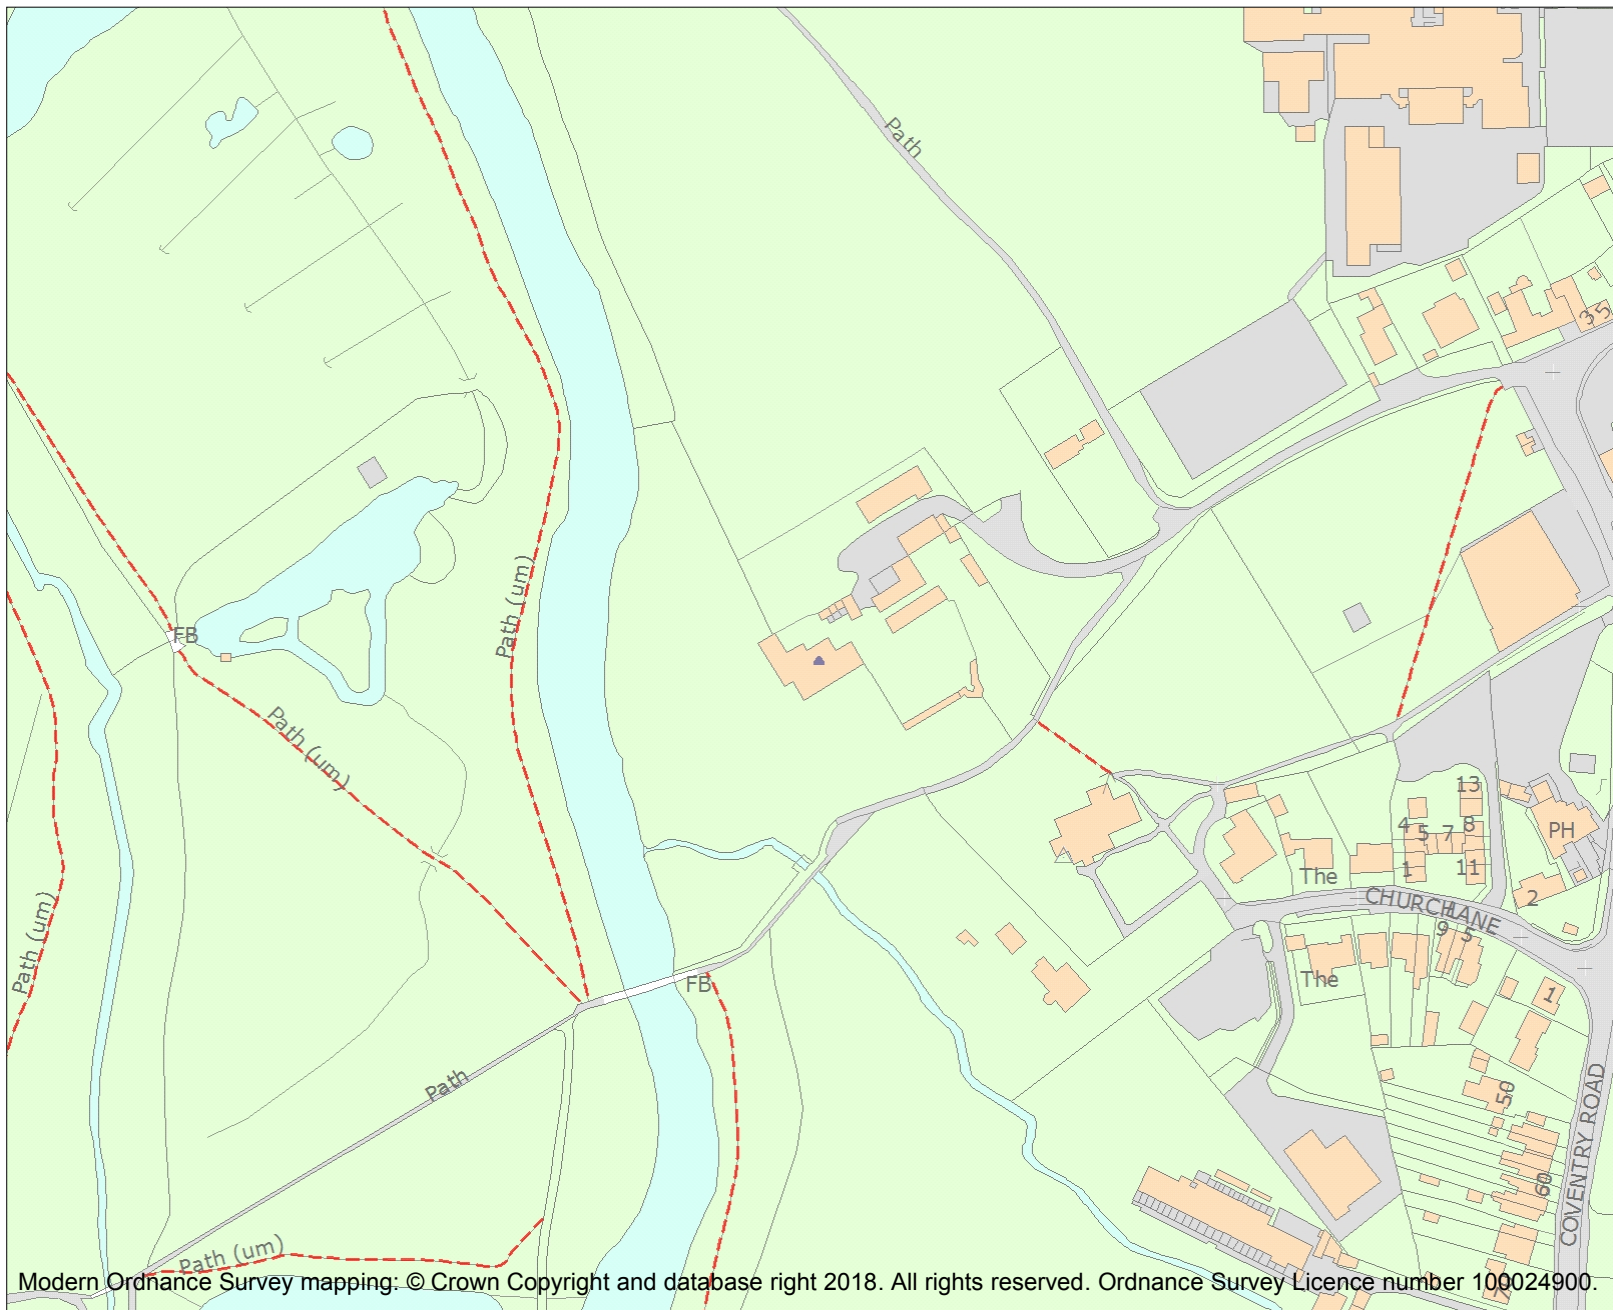 Path
35
FB
Path (um)
Path (um)
13
4
5
7
8
PH
1
11
The
2
CHURCH LANE
9
5
Path (um)
The
FB
1
Path
50
60
COVENTRY ROAD
Path (um)
Modern Ordnance Survey mapping: © Crown Copyright and database right 2018. All rights reserved. Ordnance Survey Licence number 100024900.